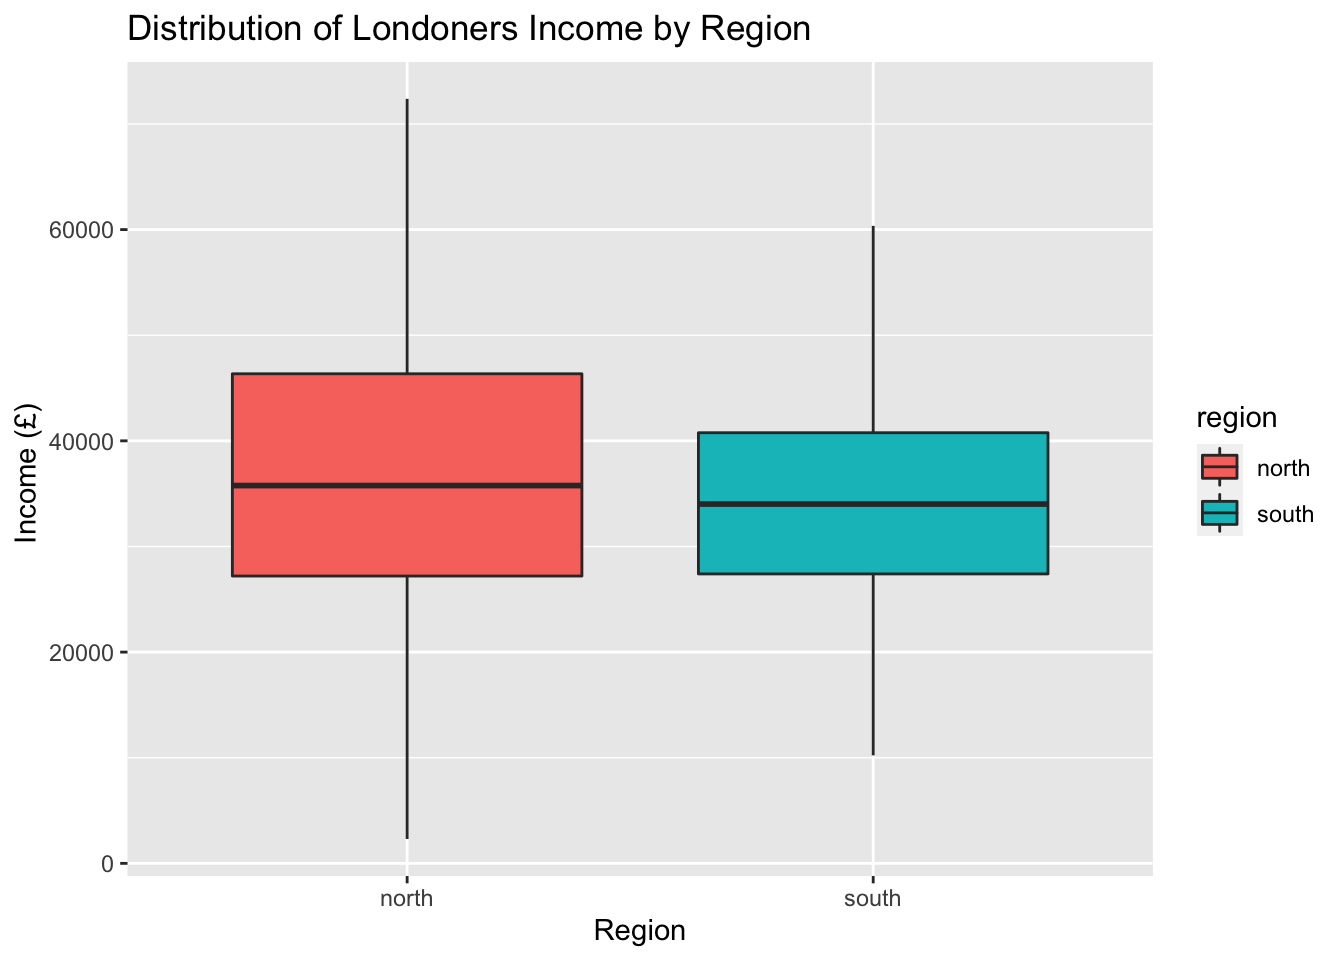 Distribution of Londoners Income by Region
Income (£)
60000
40000
20000
0
north
south
Region
region
north
south